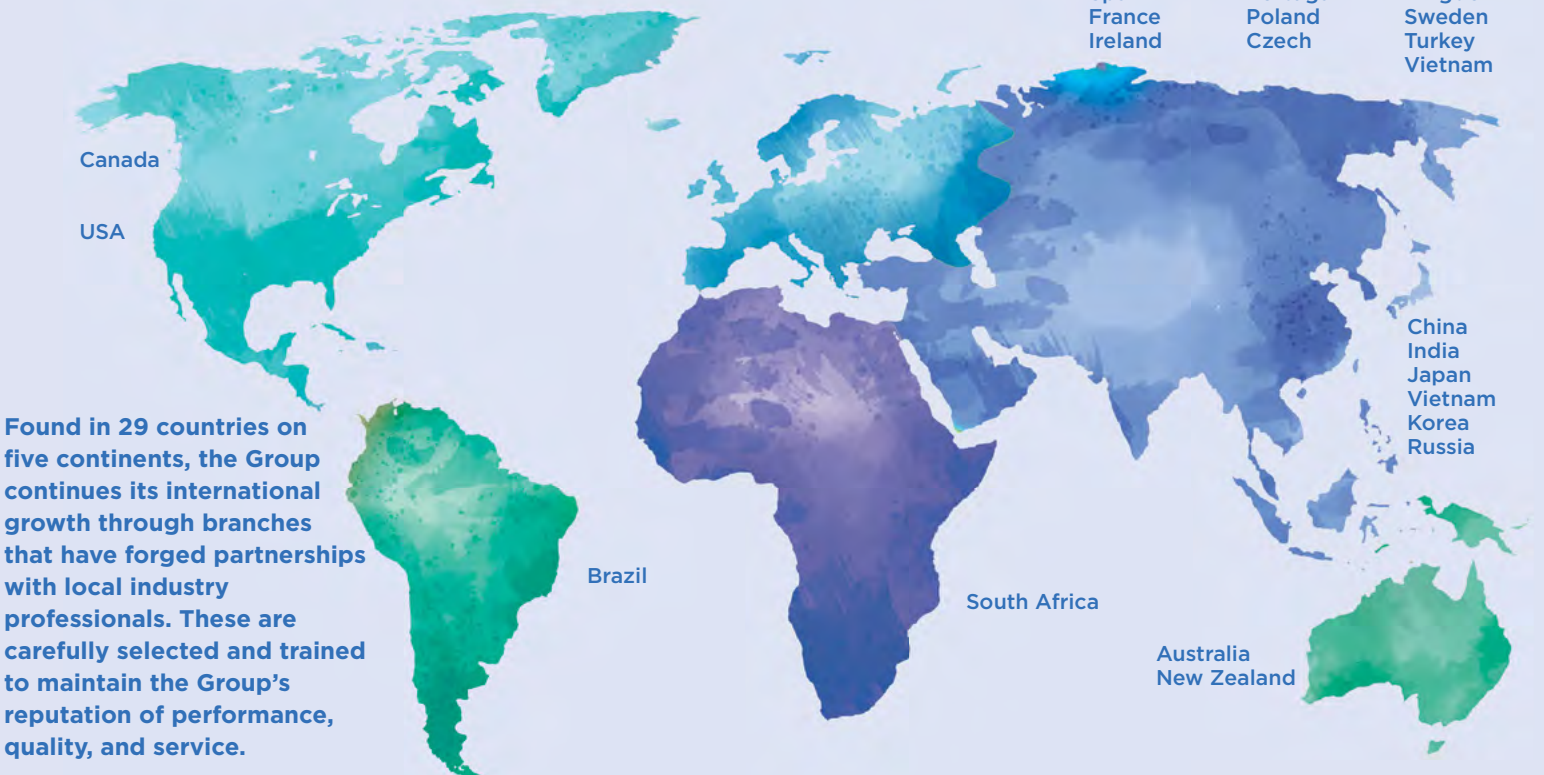 France
Ireland
Poland
Czech
Sweden
Turkey
Vietnam
Canada
USA
China
India
Japan
Vietnam
Korea
Russia
Found in 29 countries on
five continents, the Group
continues its international
growth through branches
that have forged partnerships
with local industry
professionals. These are
carefully selected and trained
to maintain the Group’s
reputation of performance,
quality, and service.
Brazil
South Africa
Australia
New Zealand